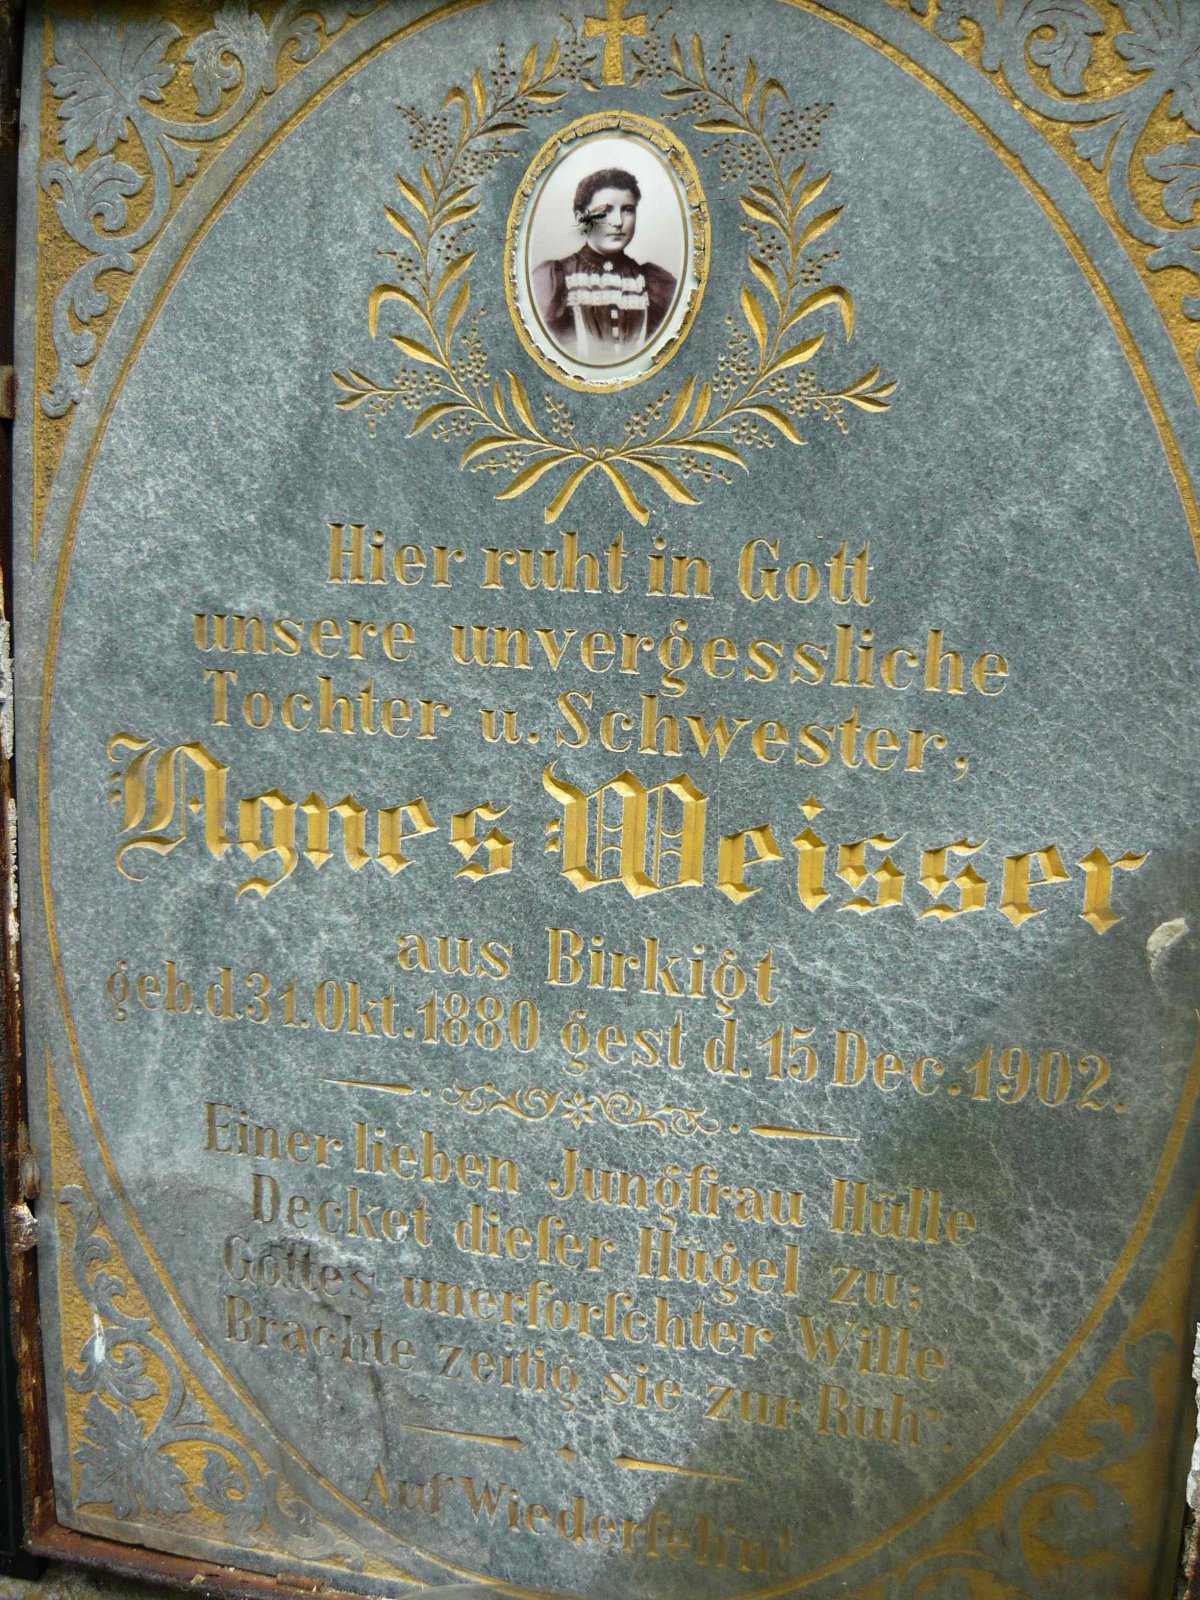 Hier ruht in Gott
unsere unvergessliche
Tochter u. Schwester,
Agnes Weisser
aus Birkigt
geb. d. 31. Okt. 1880 gest d. 15 Dec. 1902.
Einer lieben Jungfrau Hülle
Decket dieſer Hügel zu;
Gottes unerforſchter Wille
Brachte zeitig sie zur Ruh'.
Auf Wiederſehn!